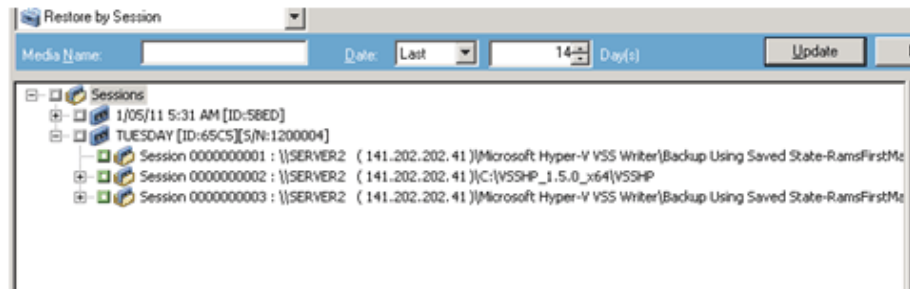 Restore by Session
Media Name: Date: Last 14 Day(s) Update
Sessions
1/05/11 5:31 AM [ID:5BED]
TUESDAY [ID:65C5][S/N:1200004]
Session 0000000001 : \\SERVER2 ( 141.202.202.41 )\Microsoft Hyper-V VSS Writer\Backup Using Saved State-RamsFirstMa
Session 0000000002 : \\SERVER2 ( 141.202.202.41 )\C:\VSSHP_1.5.0_x64\VSSHP
Session 0000000003 : \\SERVER2 ( 141.202.202.41 )\Microsoft Hyper-V VSS Writer\Backup Using Saved State-RamsFirstMa